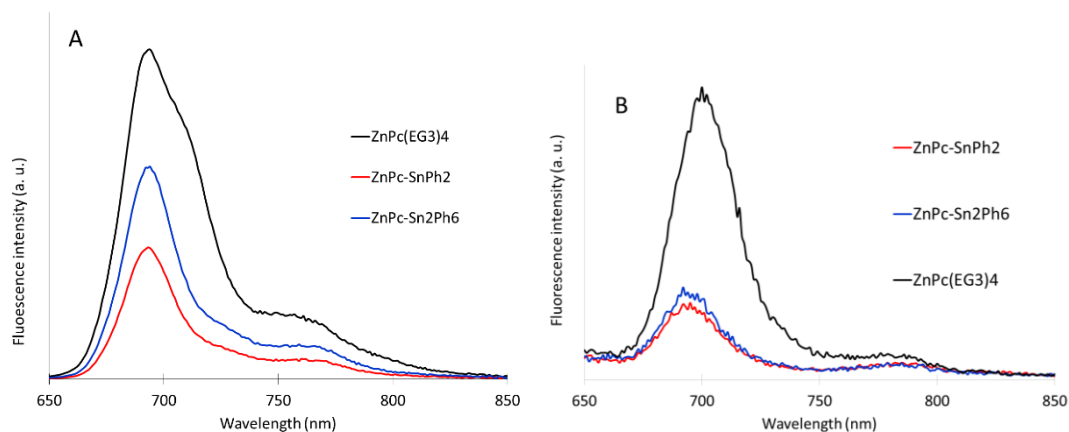 A
ZnPc(EG3)4
ZnPc-SnPh2
ZnPc-Sn2Ph6
Fluoescence intensity (a. u.)
650 700 750 800 850
Wavelength (nm)
B
ZnPc-SnPh2
ZnPc-Sn2Ph6
ZnPc(EG3)4
Fluorescence intensity (a. u.)
650 700 750 800 850
Wavelength (nm)